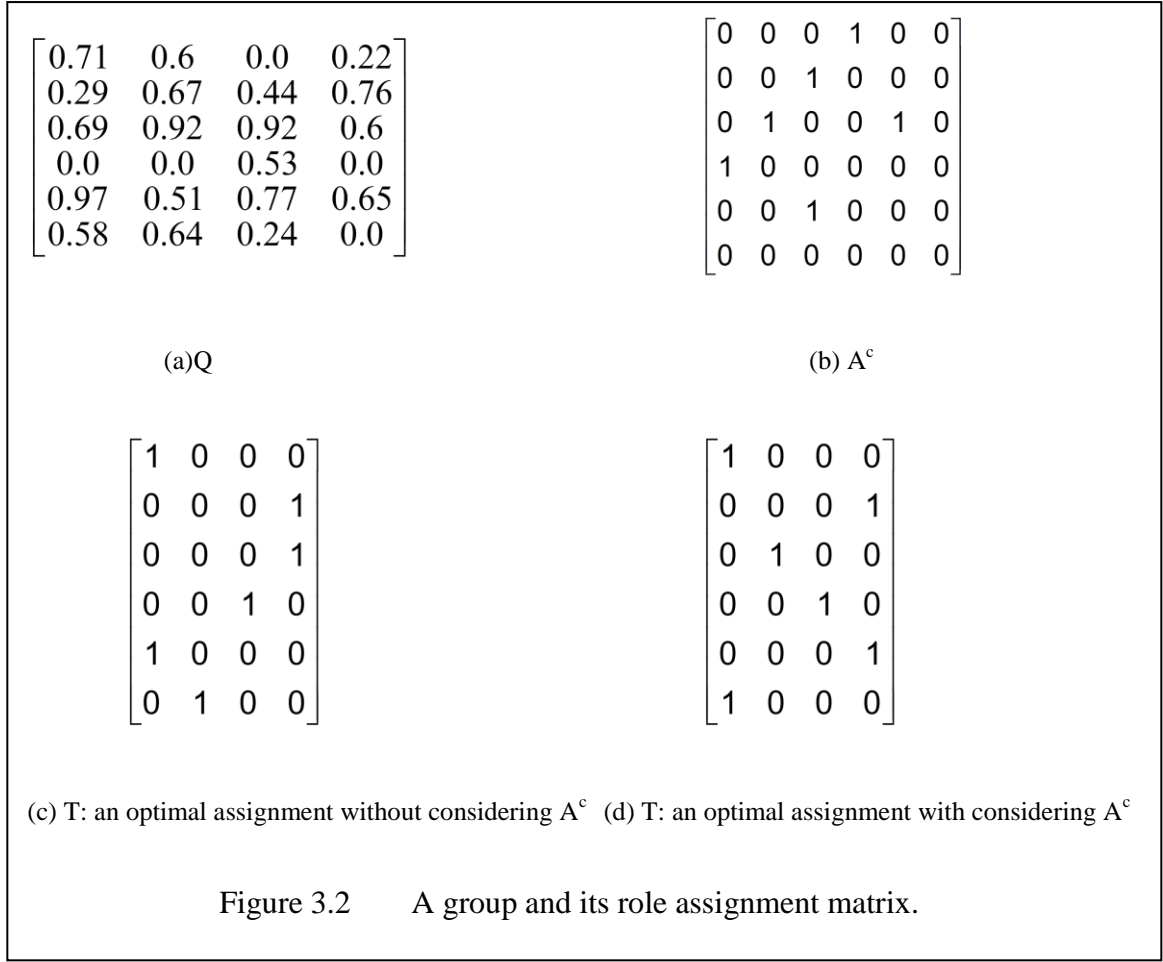 0.71 0.6 0.0 0.22
0.29 0.67 0.44 0.76
0.69 0.92 0.92 0.6
0.0 0.0 0.53 0.0
0.97 0.51 0.77 0.65
0.58 0.64 0.24 0.0
(a)Q
0 0 0 1 0 0
0 0 1 0 0 0
0 1 0 0 1 0
1 0 0 0 0 0
0 0 1 0 0 0
0 0 0 0 0 0
(b) A^c
1 0 0 0
0 0 0 1
0 0 0 1
0 0 1 0
1 0 0 0
0 1 0 0
(c) T: an optimal assignment without considering A^c
1 0 0 0
0 0 0 1
0 1 0 0
0 0 1 0
0 0 0 1
1 0 0 0
(d) T: an optimal assignment with considering A^c
Figure 3.2 A group and its role assignment matrix.